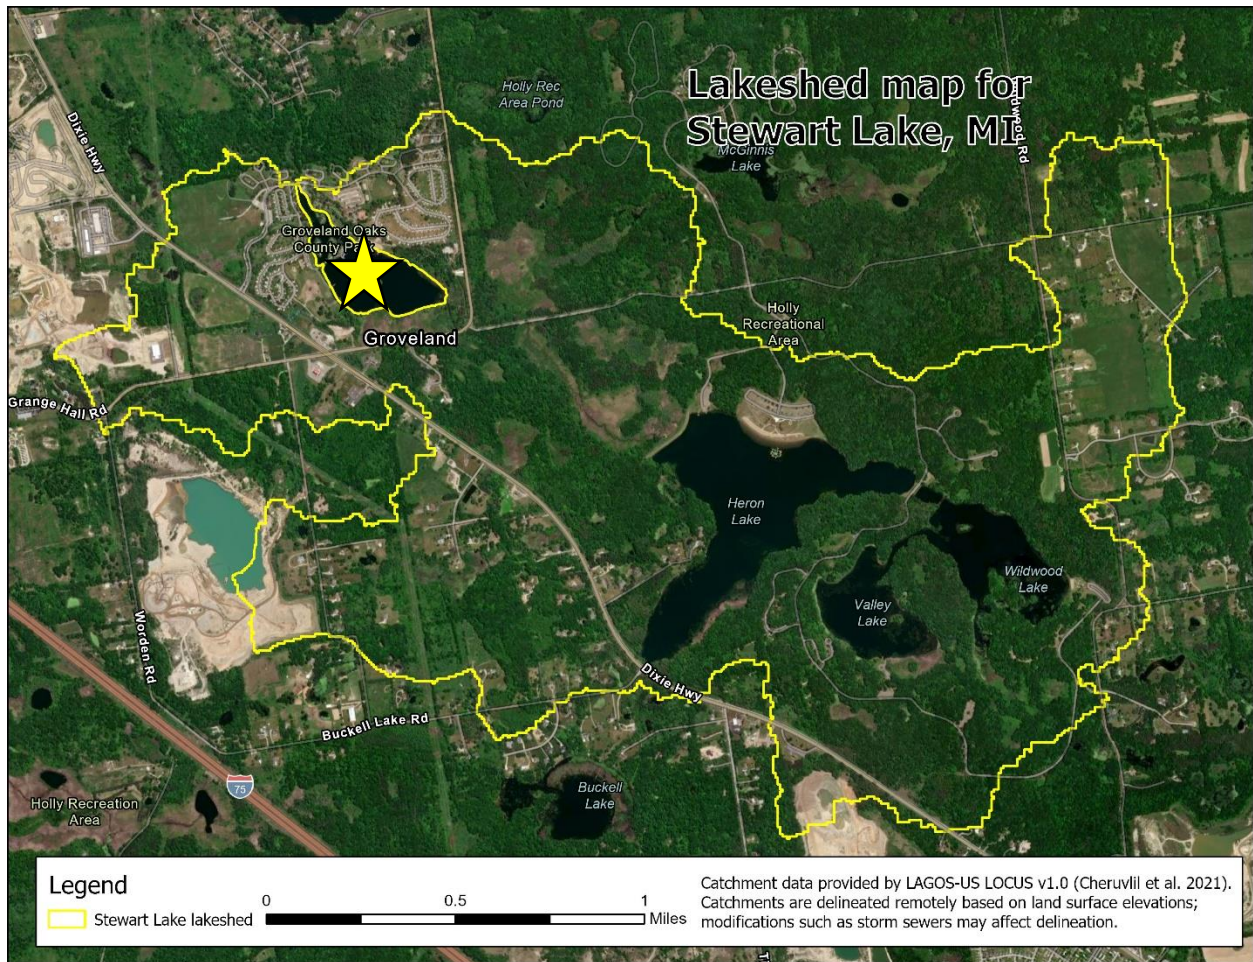 Lakeshed map for
Stewart Lake, MI
Holly Rec
Area Pond
Dixie Hwy
McGinnis
Lake
Wildwood Rd
Groveland Oaks
County Park
Groveland
Holly
Recreational
Area
Grange Hall Rd
Heron
Lake
Wildwood
Lake
Valley
Lake
Worden Rd
Dixie Hwy
Buckell Lake Rd
75
Buckell
Lake
Holly Recreation
Area
Legend
Stewart Lake lakeshed
0 0.5 1
Miles
Catchment data provided by LAGOS-US LOCUS v1.0 (Cheruvlil et al. 2021).
Catchments are delineated remotely based on land surface elevations;
modifications such as storm sewers may affect delineation.